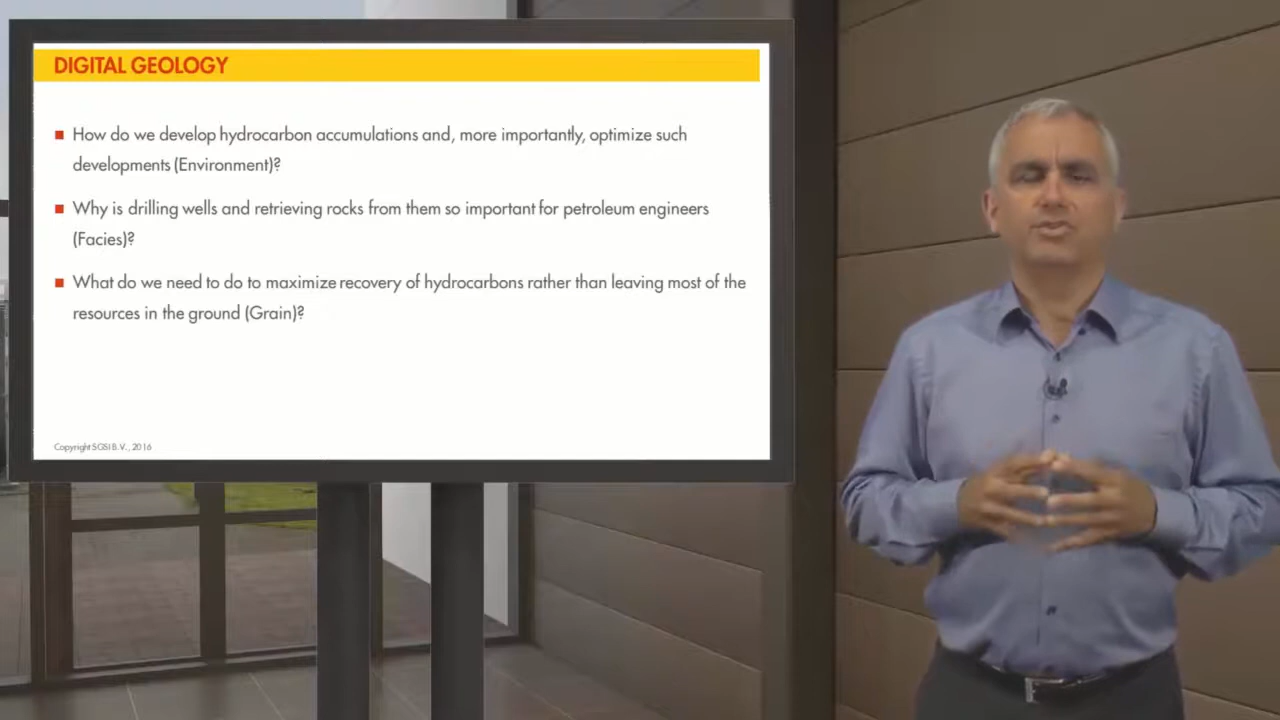 DIGITAL GEOLOGY
How do we develop hydrocarbon accumulations and, more importantly, optimize such
developments (Environment)?
Why is drilling wells and retrieving rocks from them so important for petroleum engineers
(Facies)?
What do we need to do to maximize recovery of hydrocarbons rather than leaving most of the
resources in the ground (Grain)?
Copyright SGSI B.V., 2016